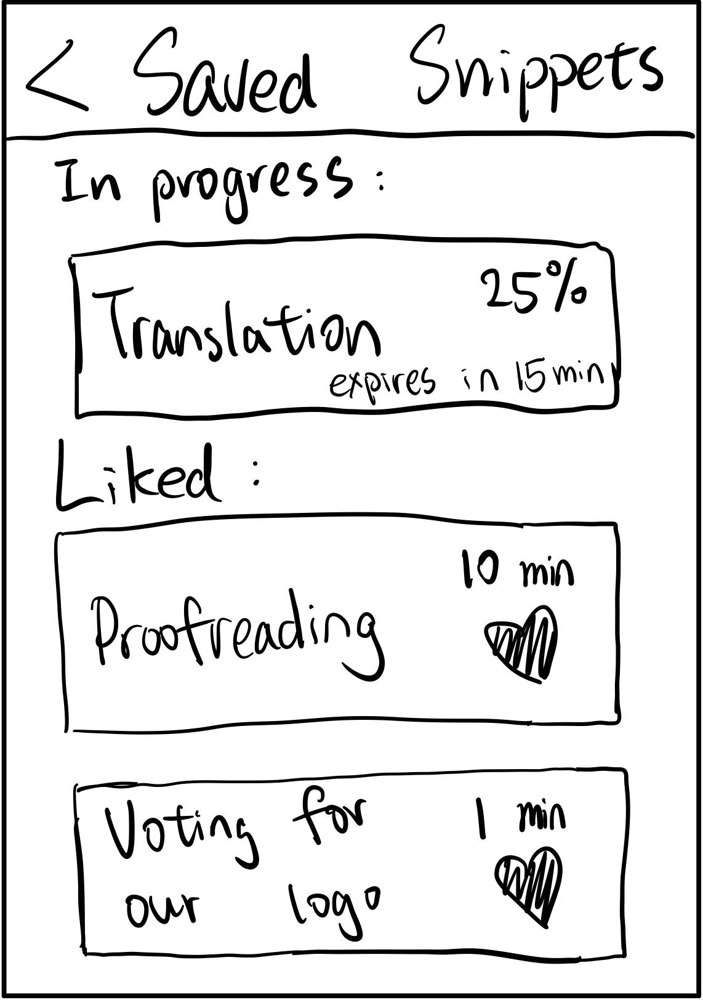 < Saved Snippets
In progress :
25%
Translation
expires in 15 min
Liked :
10 min
Proofreading
Voting for 1 min
our logo